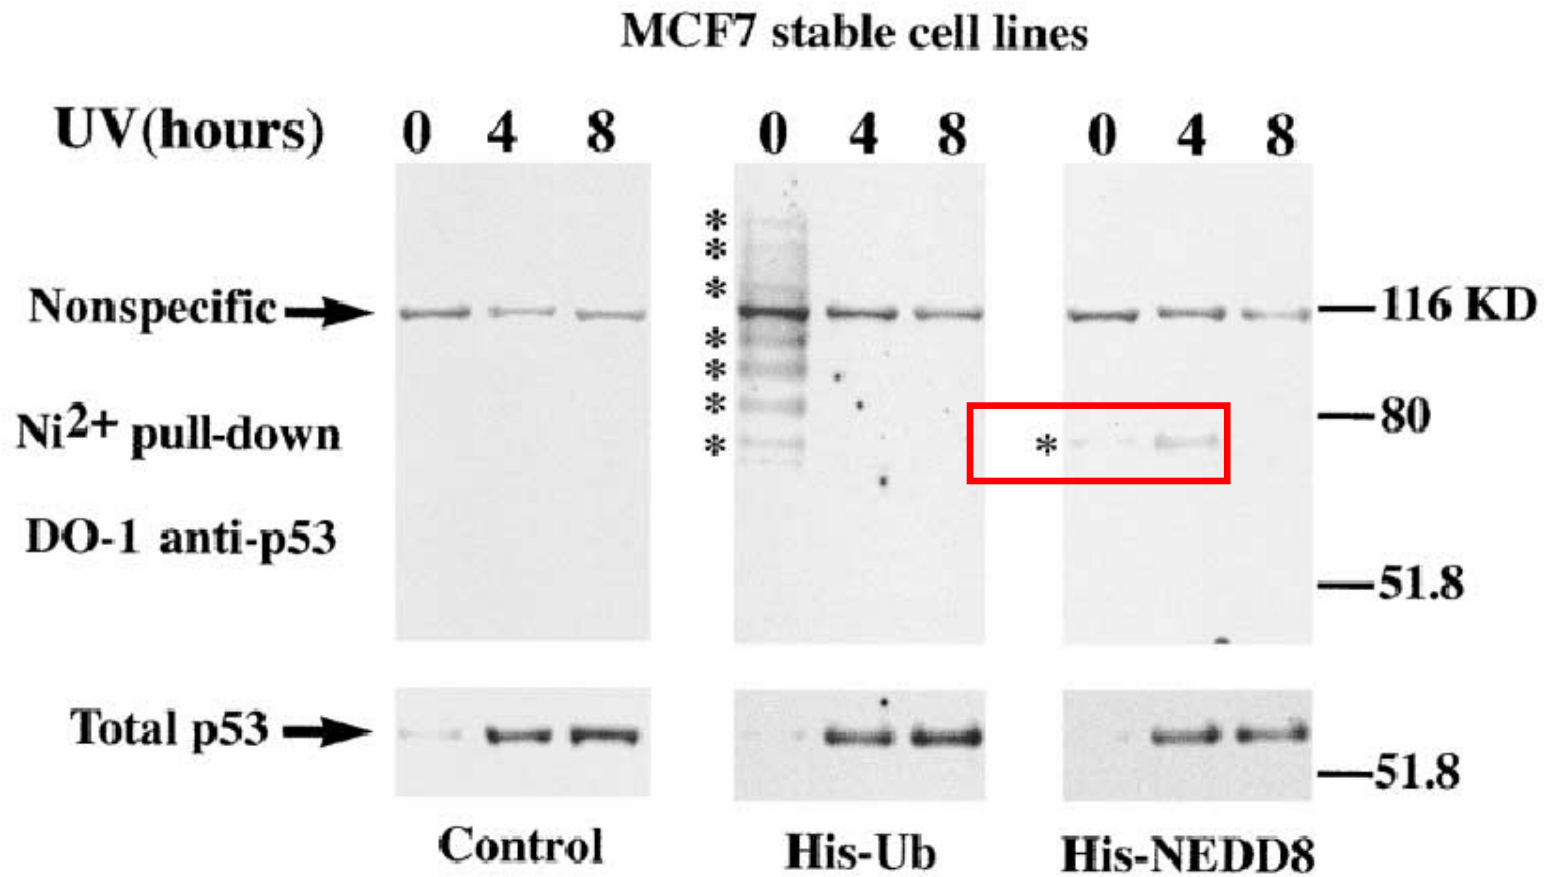 MCF7 stable cell lines
UV(hours) 0 4 8 0 4 8 0 4 8
*
*
*
Nonspecific 116 KD
*
*
*
80
Ni2+ pull-down * *
DO-1 anti-p53
51.8
Total p53
51.8
Control His-Ub His-NEDD8